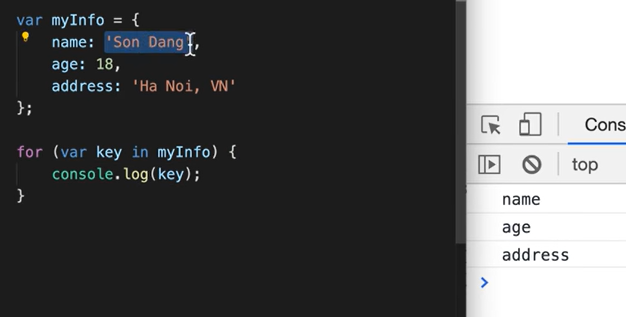 var myInfo = {
    name: 'Son Dang',
    age: 18,
    address: 'Ha Noi, VN'
};

for (var key in myInfo) {
    console.log(key);
}
Cons
top
name
age
address
>